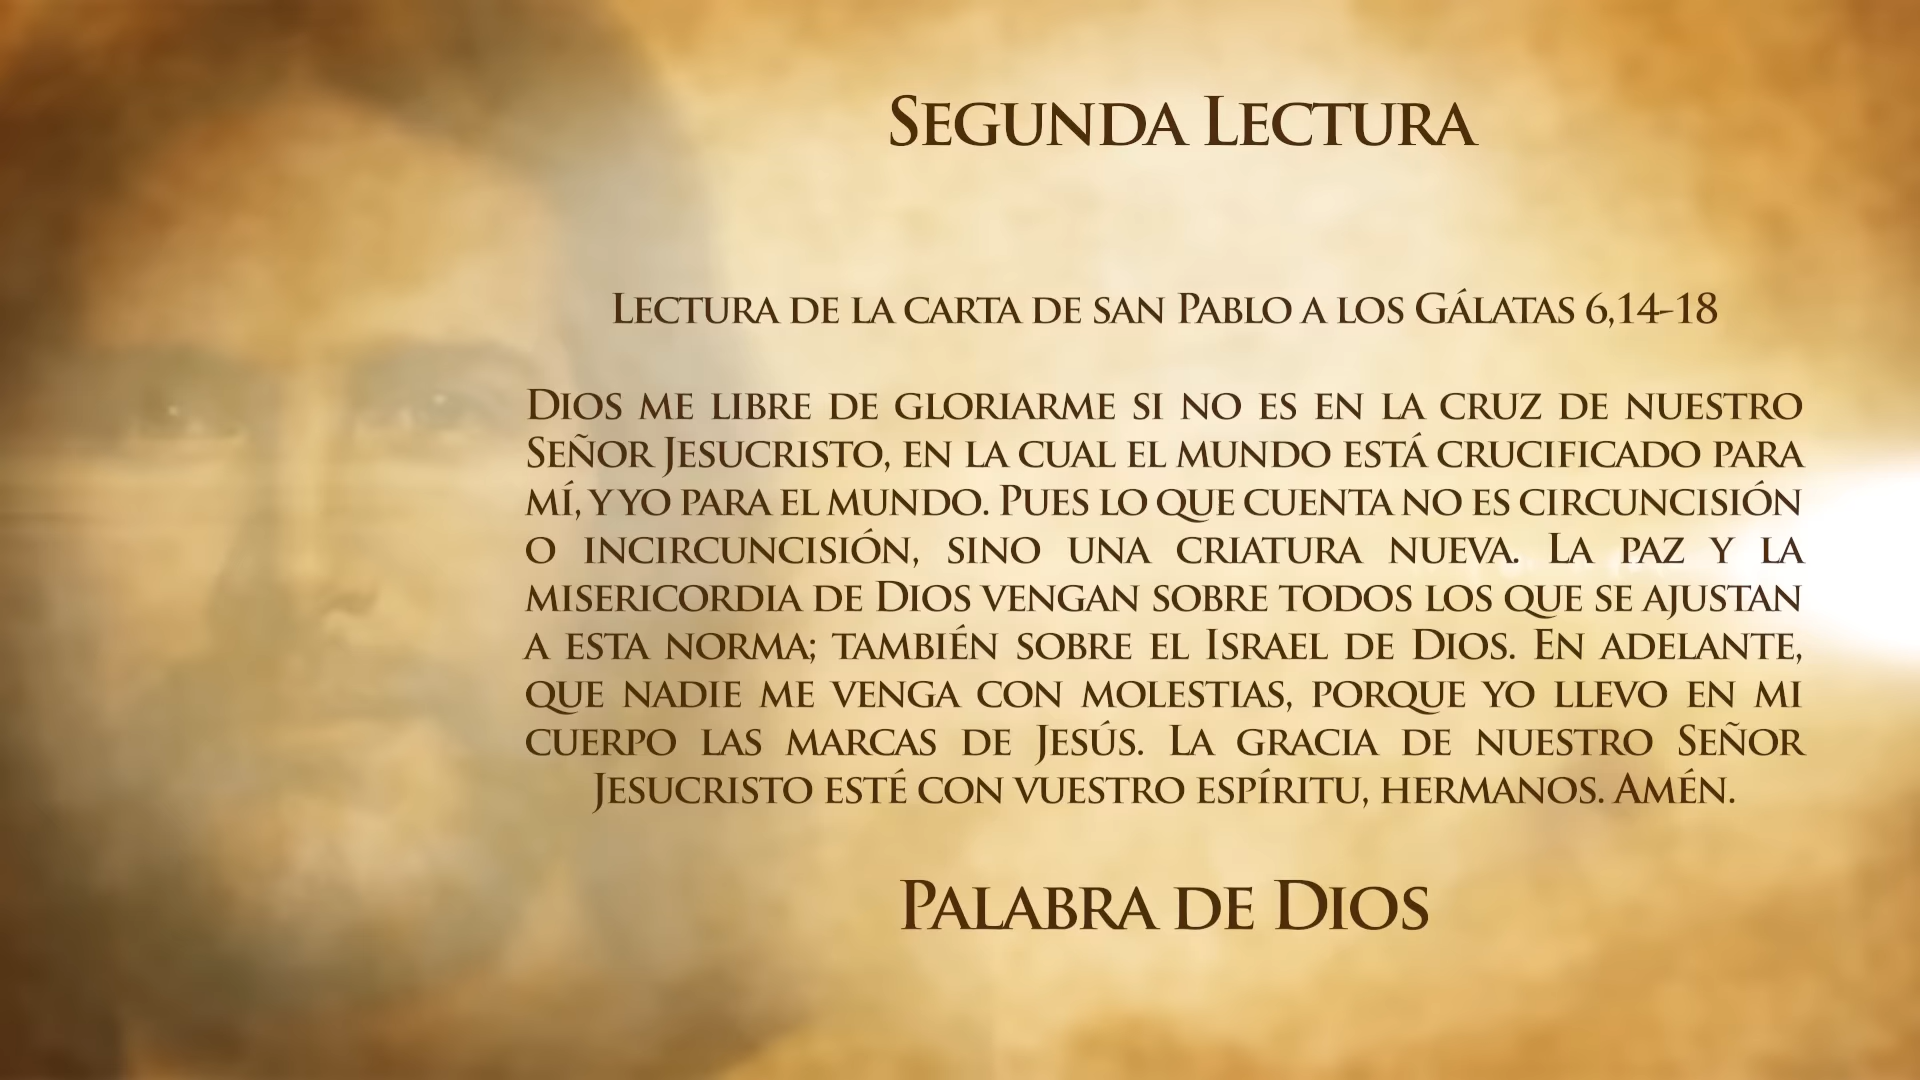 Segunda Lectura
Lectura de la carta de san Pablo a los Gálatas 6,14-18
Dios me libre de gloriarme si no es en la cruz de nuestro
Señor Jesucristo, en la cual el mundo está crucificado para
mí, y yo para el mundo. Pues lo que cuenta no es circuncisión
o incircuncisión, sino una criatura nueva. La paz y la
misericordia de Dios vengan sobre todos los que se ajustan
a esta norma; también sobre el Israel de Dios. En adelante,
que nadie me venga con molestias, porque yo llevo en mi
cuerpo las marcas de Jesús. La gracia de nuestro Señor
Jesucristo esté con vuestro espíritu, hermanos. Amén.
Palabra de Dios